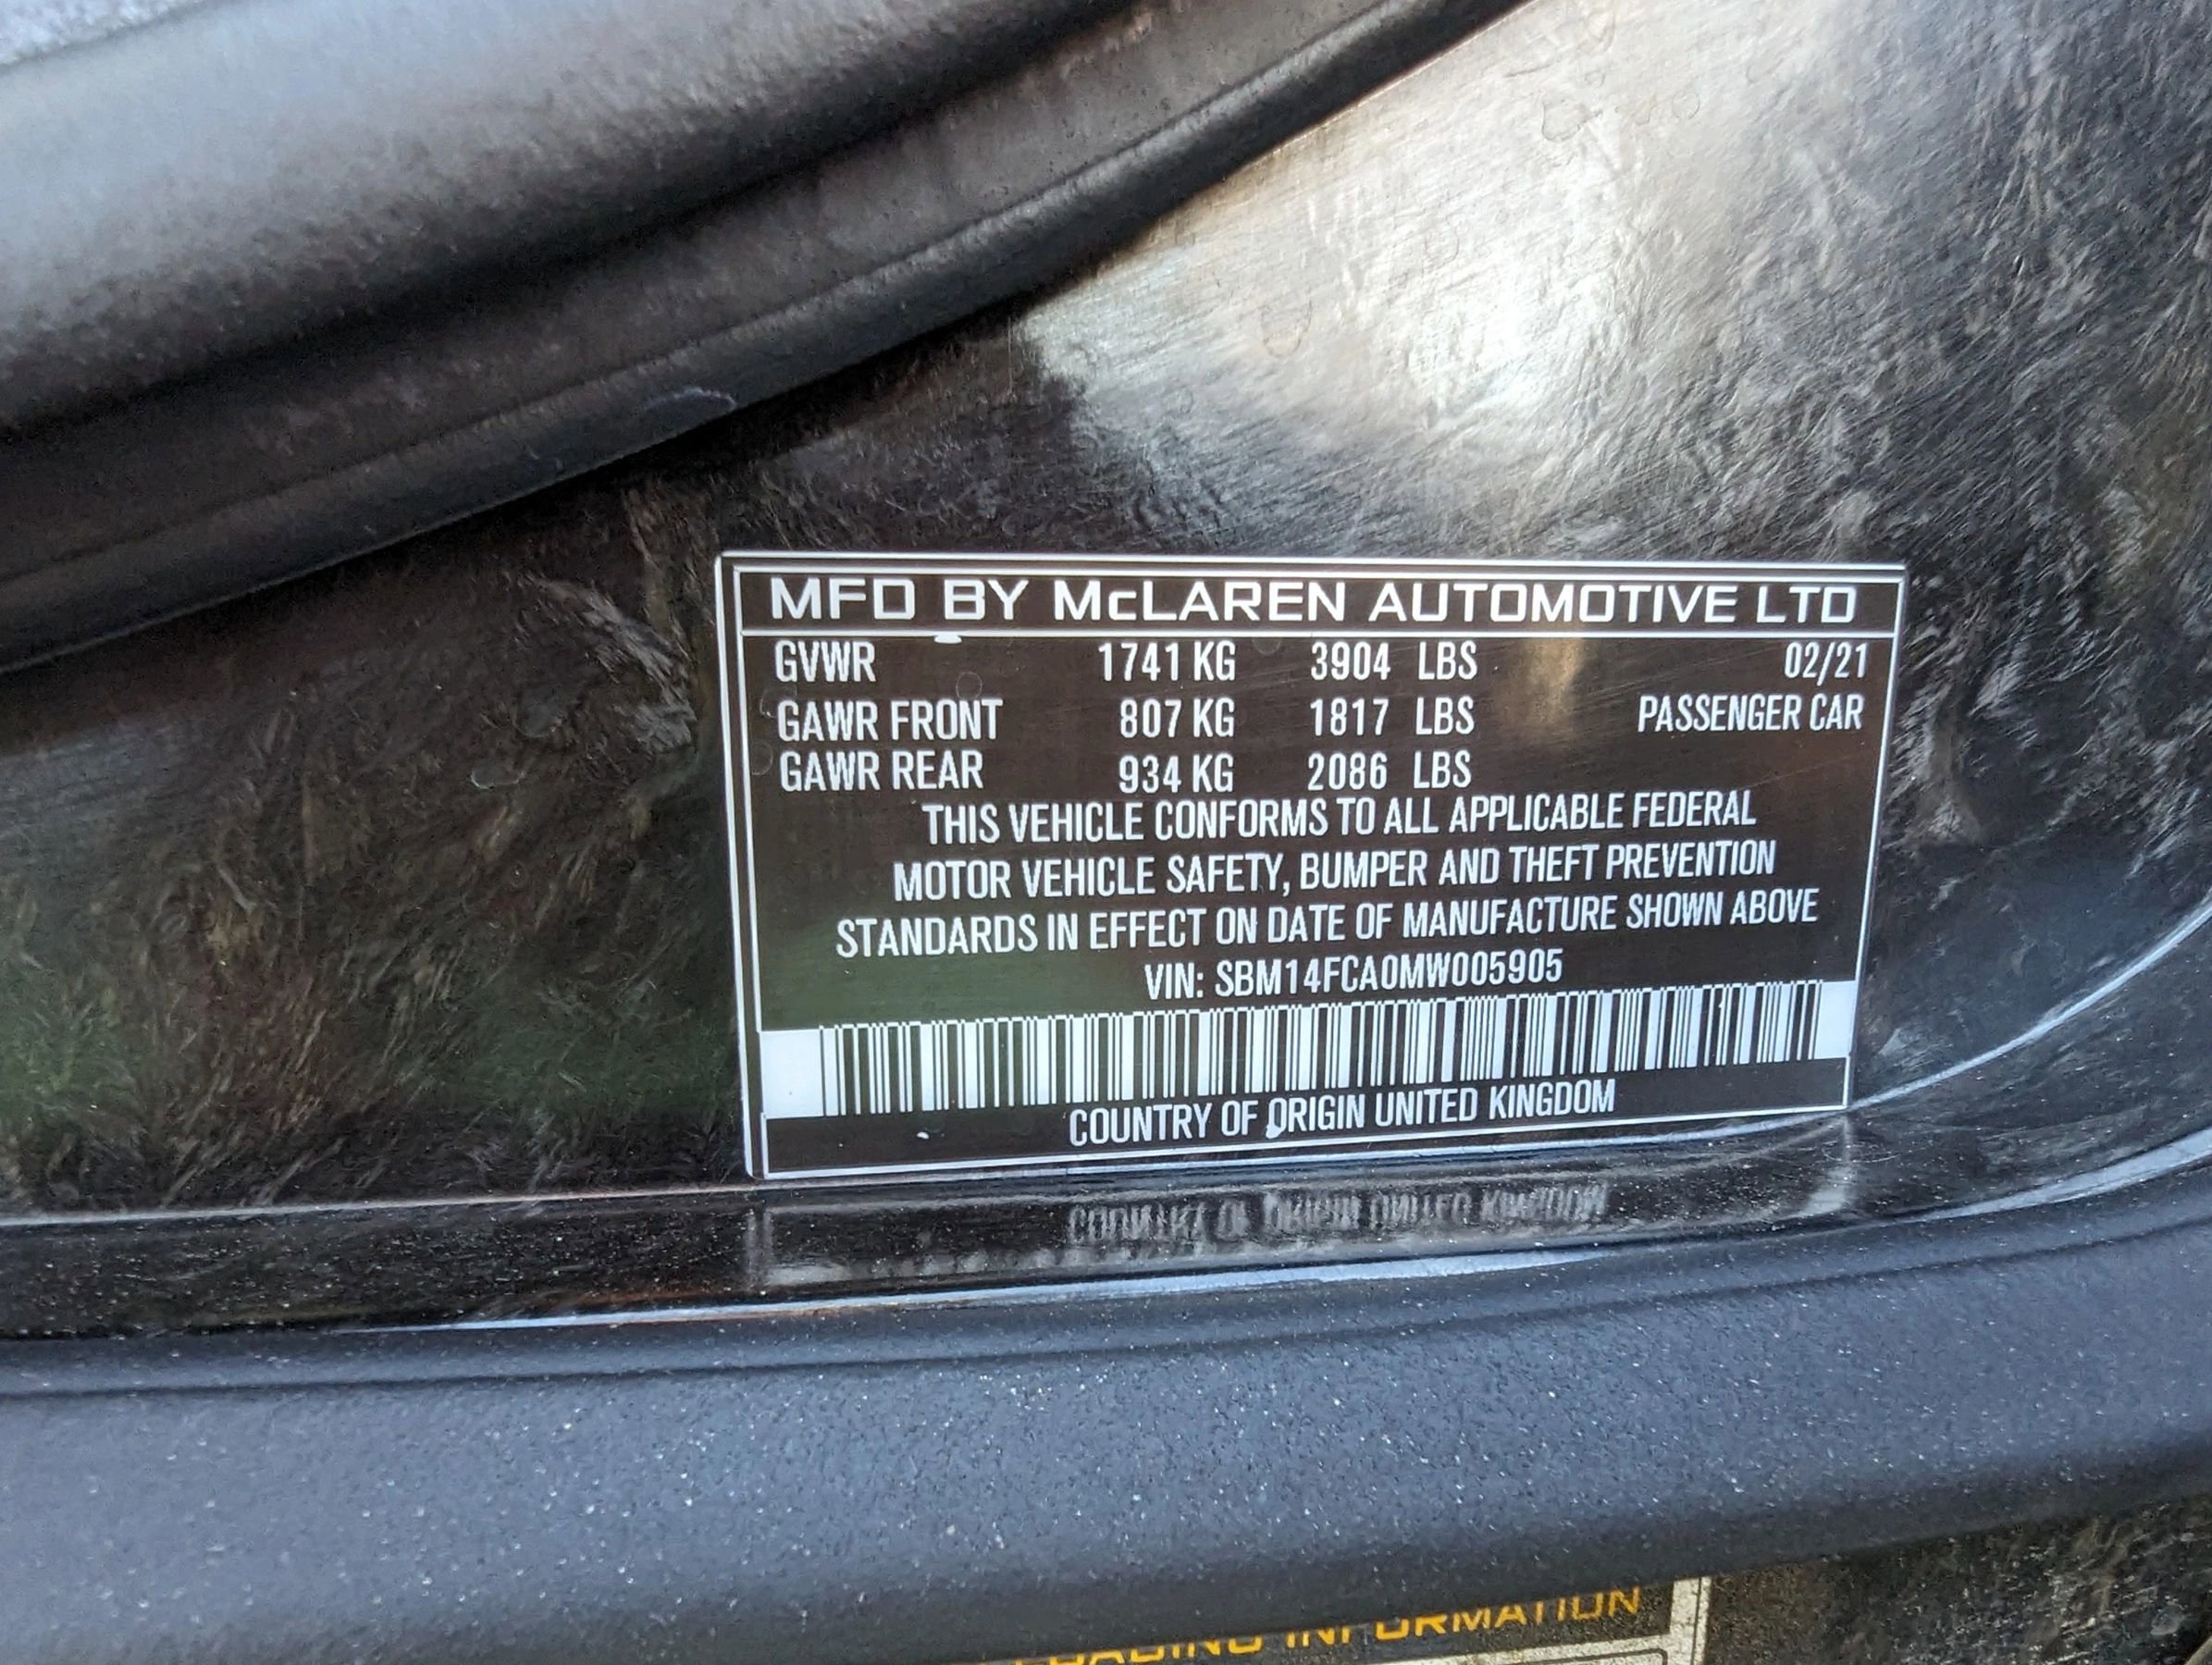 MFD BY McLAREN AUTOMOTIVE LTD
GVWR 1741 KG 3904 LBS 02/21
GAWR FRONT 807 KG 1817 LBS PASSENGER CAR
GAWR REAR 934 KG 2086 LBS
THIS VEHICLE CONFORMS TO ALL APPLICABLE FEDERAL
MOTOR VEHICLE SAFETY, BUMPER AND THEFT PREVENTION
STANDARDS IN EFFECT ON DATE OF MANUFACTURE SHOWN ABOVE
VIN: SBM14FCA0MW005905
COUNTRY OF ORIGIN UNITED KINGDOM
LOADING INFORMATION